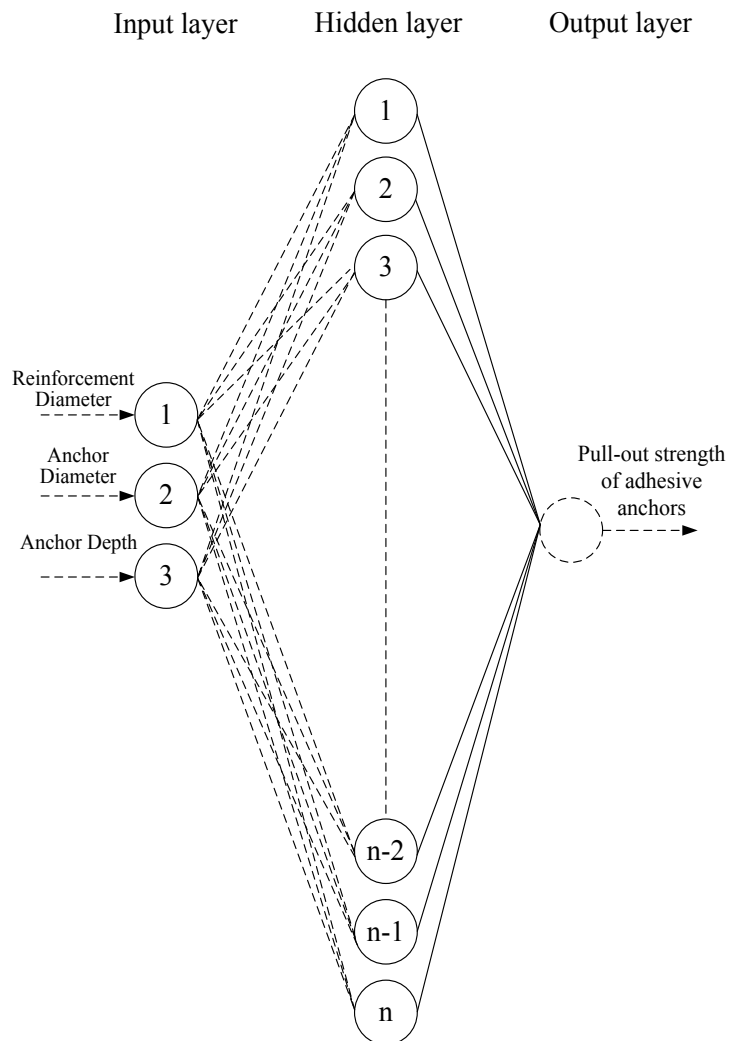 Input layer
Hidden layer
Output layer
1
2
3
Reinforcement
Diameter
1
Anchor
Diameter
2
Anchor Depth
3
Pull-out strength
of adhesive
anchors
n-2
n-1
n